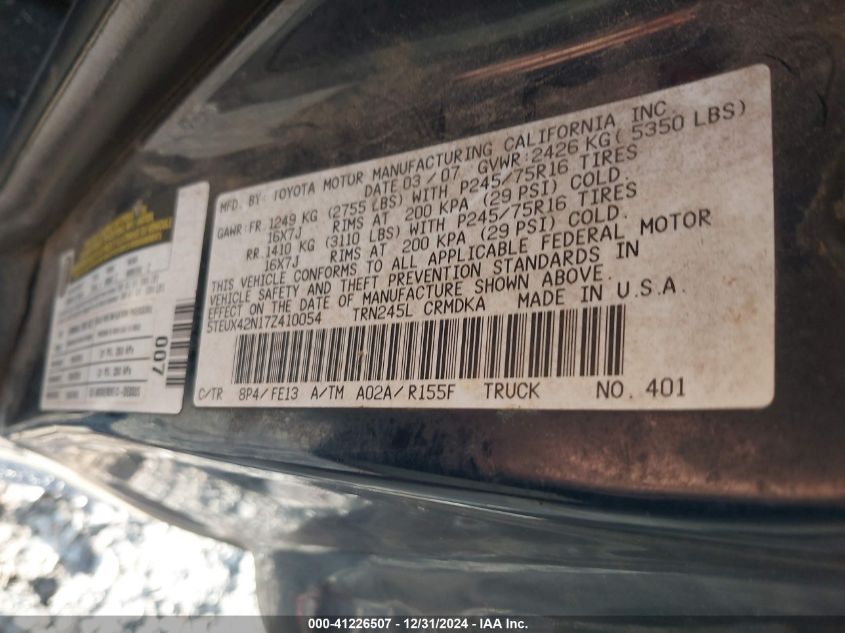 MFD. BY: TOYOTA MOTOR MANUFACTURING CALIFORNIA INC.
DATE 03/07 GVWR: 2426 KG( 5350 LBS)
GAWR: FR. 1249 KG (2755 LBS) WITH P245/75R16 TIRES
16X7J RIMS AT 200 KPA (29 PSI) COLD.
RR. 1410 KG (3110 LBS) WITH P245/75R16 TIRES
16X7J RIMS AT 200 KPA (29 PSI) COLD.
THIS VEHICLE CONFORMS TO ALL APPLICABLE FEDERAL MOTOR
VEHICLE SAFETY AND THEFT PREVENTION STANDARDS IN
EFFECT ON THE DATE OF MANUFACTURE SHOWN ABOVE.
5TEUX42N17Z410054 TRN245L CRMDKA MADE IN U.S.A.
C/TR 8P4/FE13 A/TM A02A/R155F TRUCK NO. 401
007
000-41226507 - 12/31/2024 - IAA Inc.